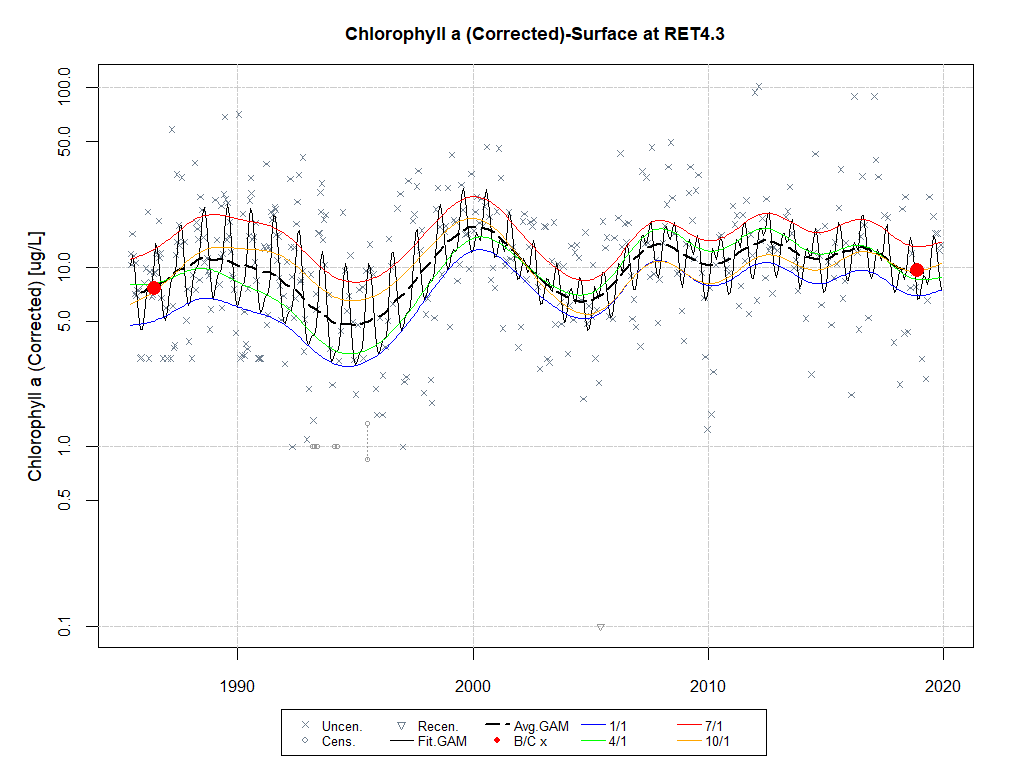 Chlorophyll a (Corrected)-Surface at RET4.3
Chlorophyll a (Corrected) [ug/L]
100.0
50.0
10.0
5.0
1.0
0.5
0.1
1990 2000 2010 2020
Uncen. Recen. Avg.GAM 1/1 7/1
Cens. Fit.GAM B/C x 4/1 10/1